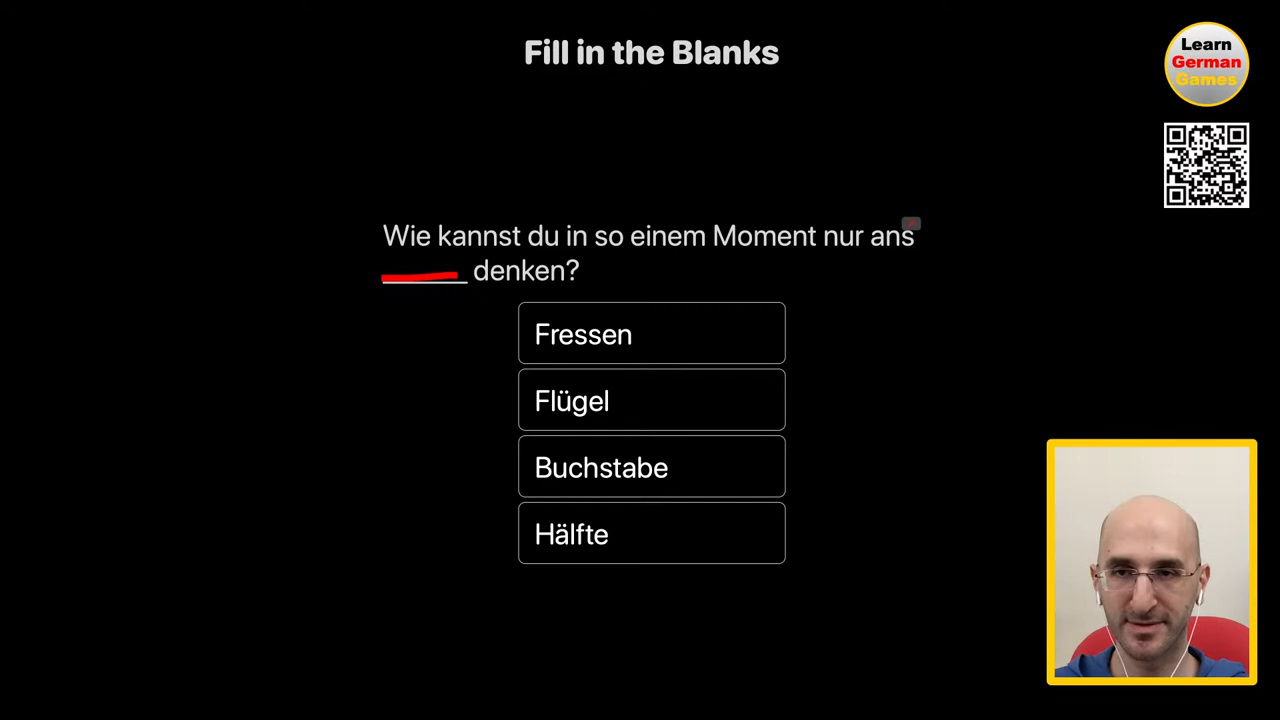 Fill in the Blanks
Learn
German
Games
Wie kannst du in so einem Moment nur ans
______ denken?
Fressen
Flügel
Buchstabe
Hälfte